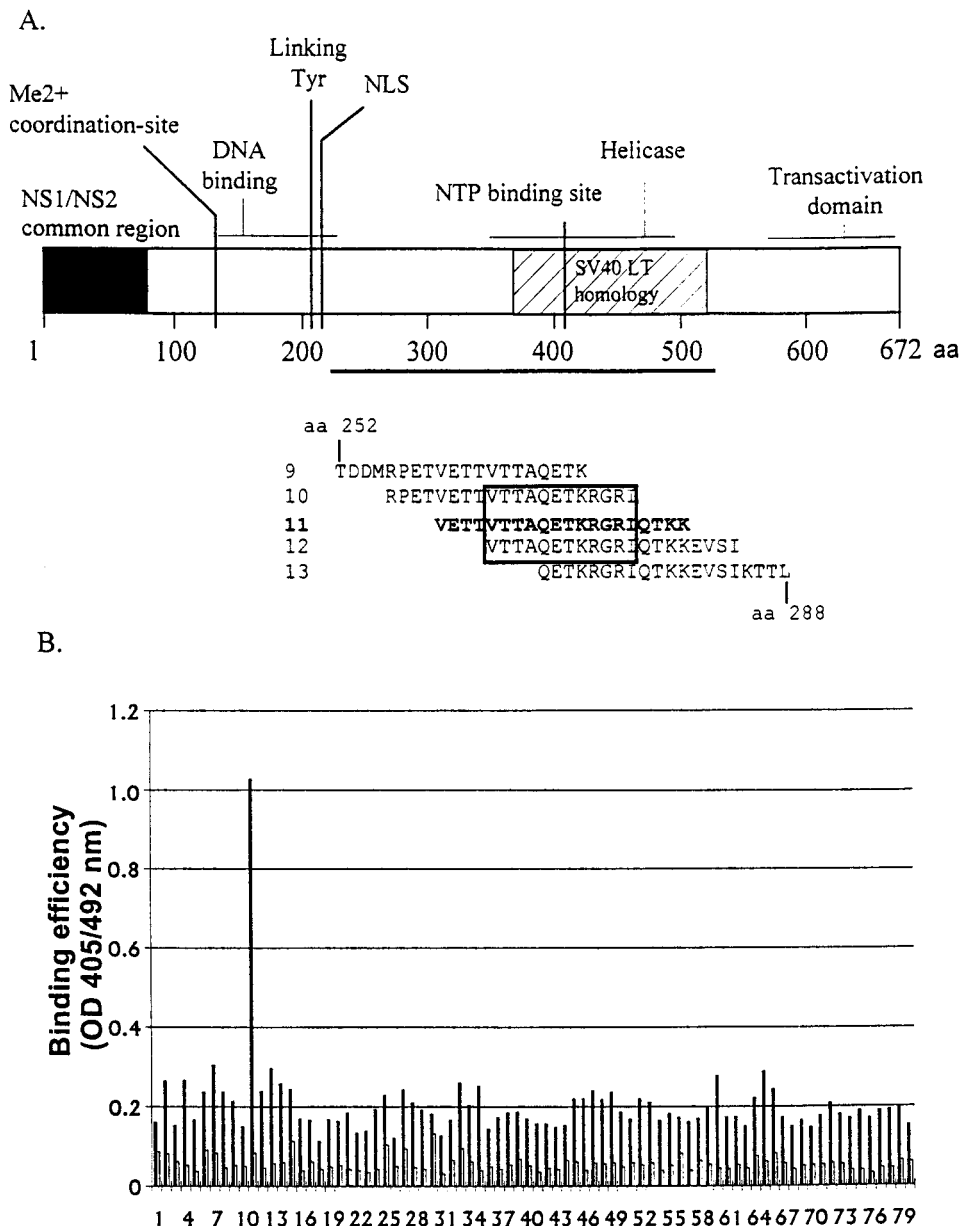 A.
Linking
Tyr
NLS
Me2+
coordination-site
DNA
binding
Helicase
NTP binding site
Transactivation
domain
NS1/NS2
common region
SV40 LT
homology
1 100 200 300 400 500 600 672 aa
aa 252
9 TDDMRPETVETTVTTAQETK
10 RPETVETTVTTAQETKRGRI
11 VETTVTTAQETKRGRIQTKK
12 VTTAQETKRGRIQTKKEVSI
13 QETKRGRIQTKKEVSIKTTL
aa 288
B.
Binding efficiency
(OD 405/492 nm)
1.2
1.0
0.8
0.6
0.4
0.2
0
1 4 7 10 13 16 19 22 25 28 31 34 37 40 43 46 49 52 55 58 61 64 67 70 73 76 79